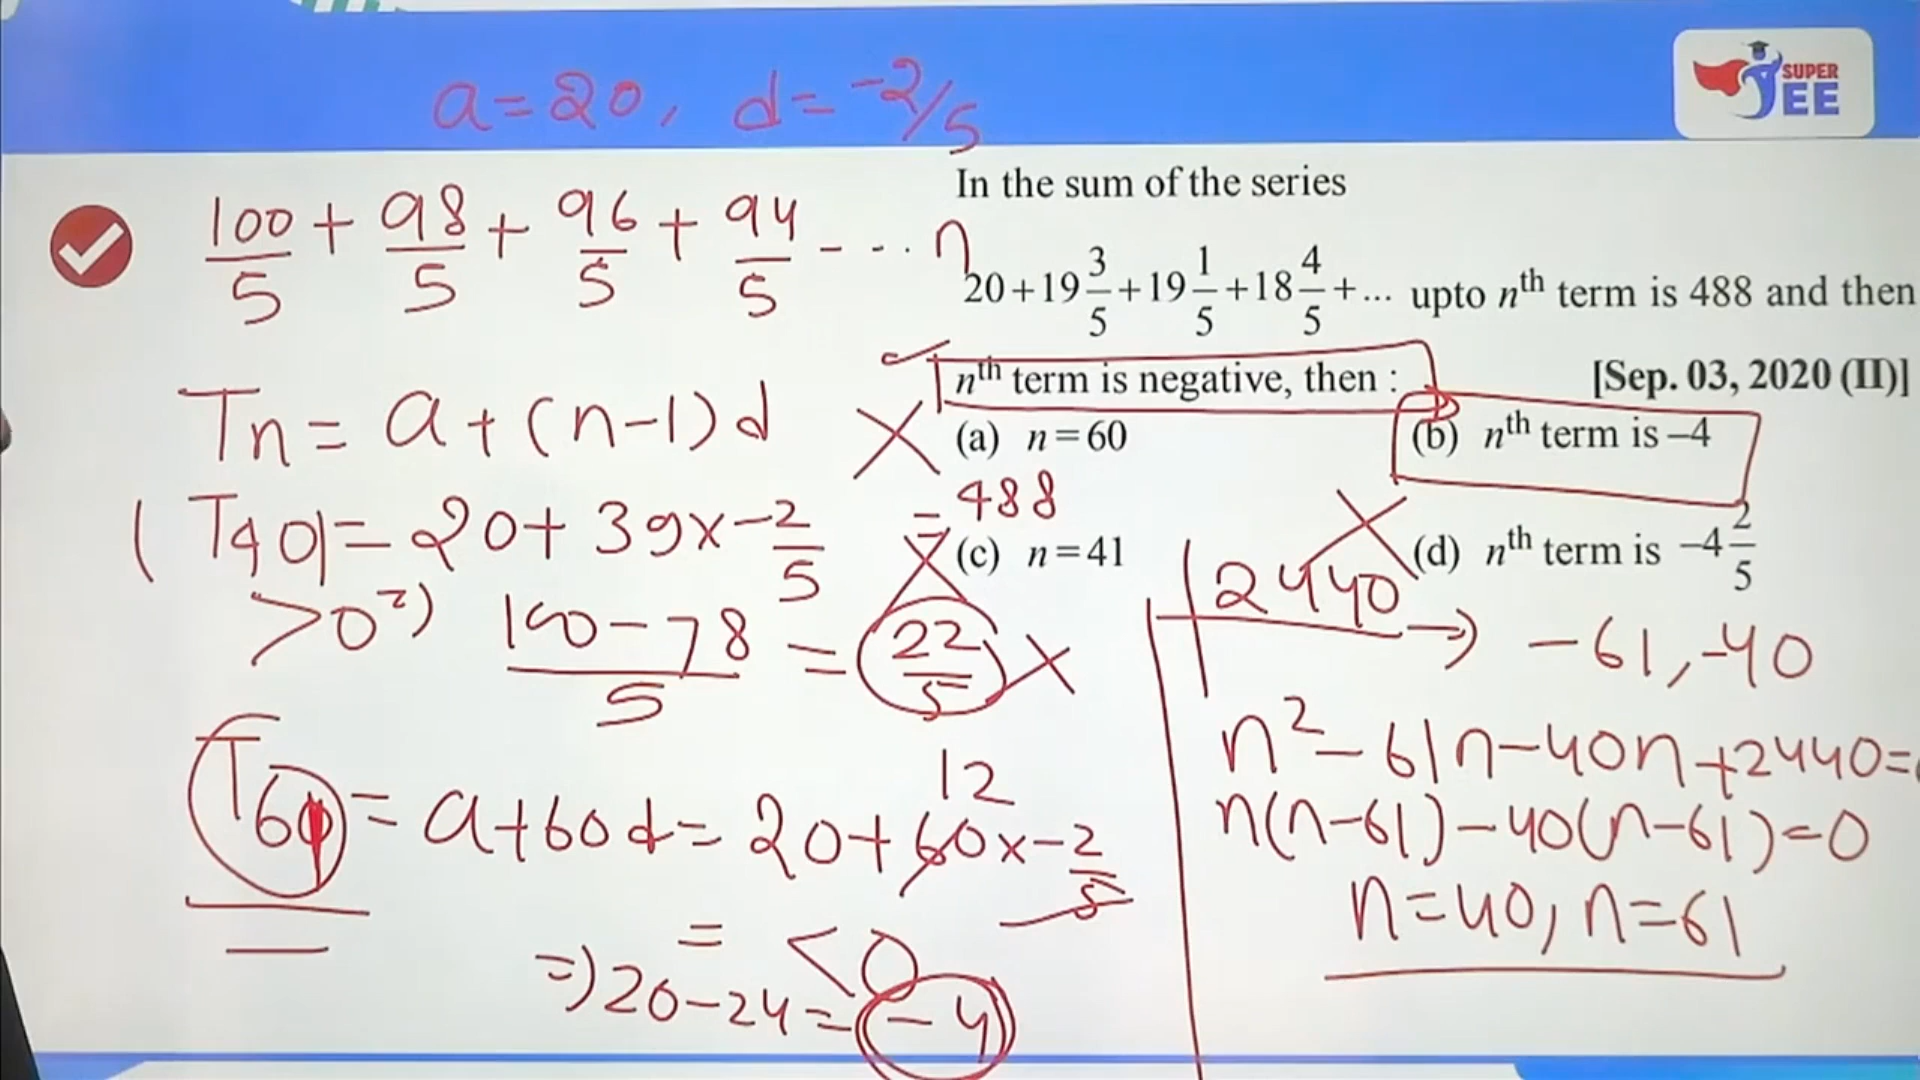 a=20, d=-2/5
SUPER
JEE
In the sum of the series
100/5 + 98/5 + 96/5 + 94/5 - - - . n
20+19 3/5 +19 1/5 +18 4/5 +... upto nth term is 488 and then
nth term is negative, then :
[Sep. 03, 2020 (II)]
Tn = a + (n-1)d
(a) n=60
(b) nth term is –4
= 488
(c) n=41
(d) nth term is –4 2/5
T40 = 20 + 39x-2/5
>0
100-78/5 = 22/5 X
T61 = a+60d = 20+60x-2/5
12
= <0
=) 20-24 = -4
2440 → -61, -40
n²-61n-40n+2440=
n(n-61)-40(n-61)=0
n=40, n=61